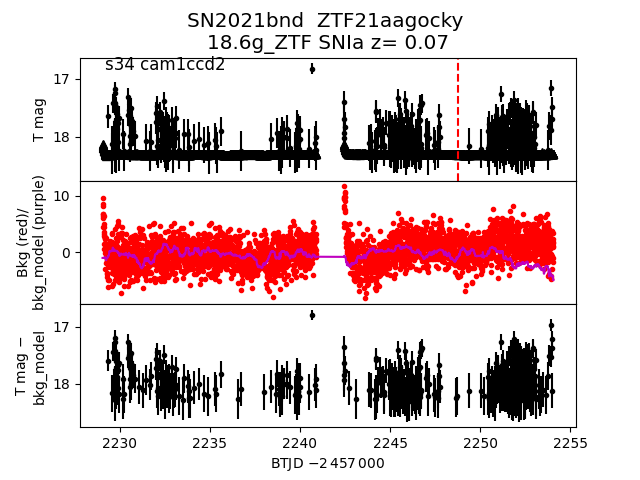 SN2021bnd  ZTF21aagocky
18.6g_ZTF SNIa z= 0.07
s34 cam1ccd2
T mag
17
18
Bkg (red)/
bkg_model (purple)
10
0
T mag −
bkg_model
17
18
2230
2235
2240
2245
2250
2255
BTJD −2 457 000